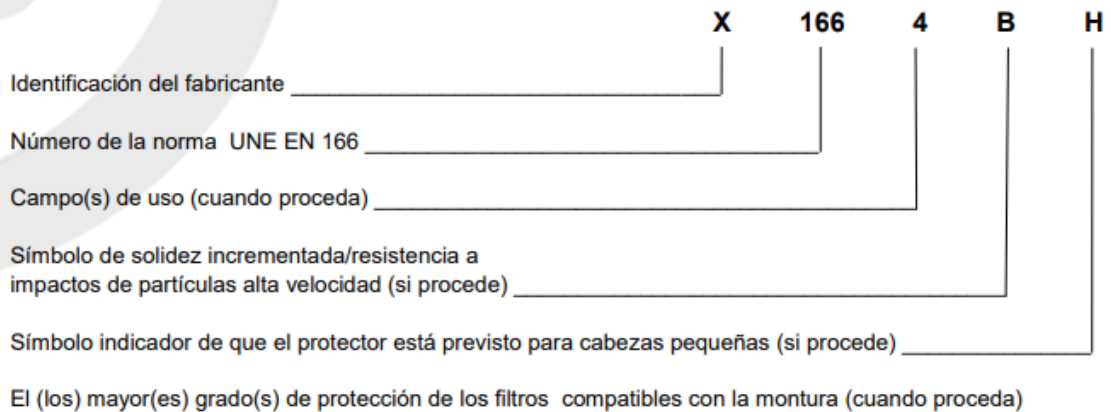 X 166 4 B H
Identificación del fabricante
Número de la norma UNE EN 166
Campo(s) de uso (cuando proceda)
Símbolo de solidez incrementada/resistencia a
impactos de partículas alta velocidad (si procede)
Símbolo indicador de que el protector está previsto para cabezas pequeñas (si procede)
El (los) mayor(es) grado(s) de protección de los filtros compatibles con la montura (cuando proceda)